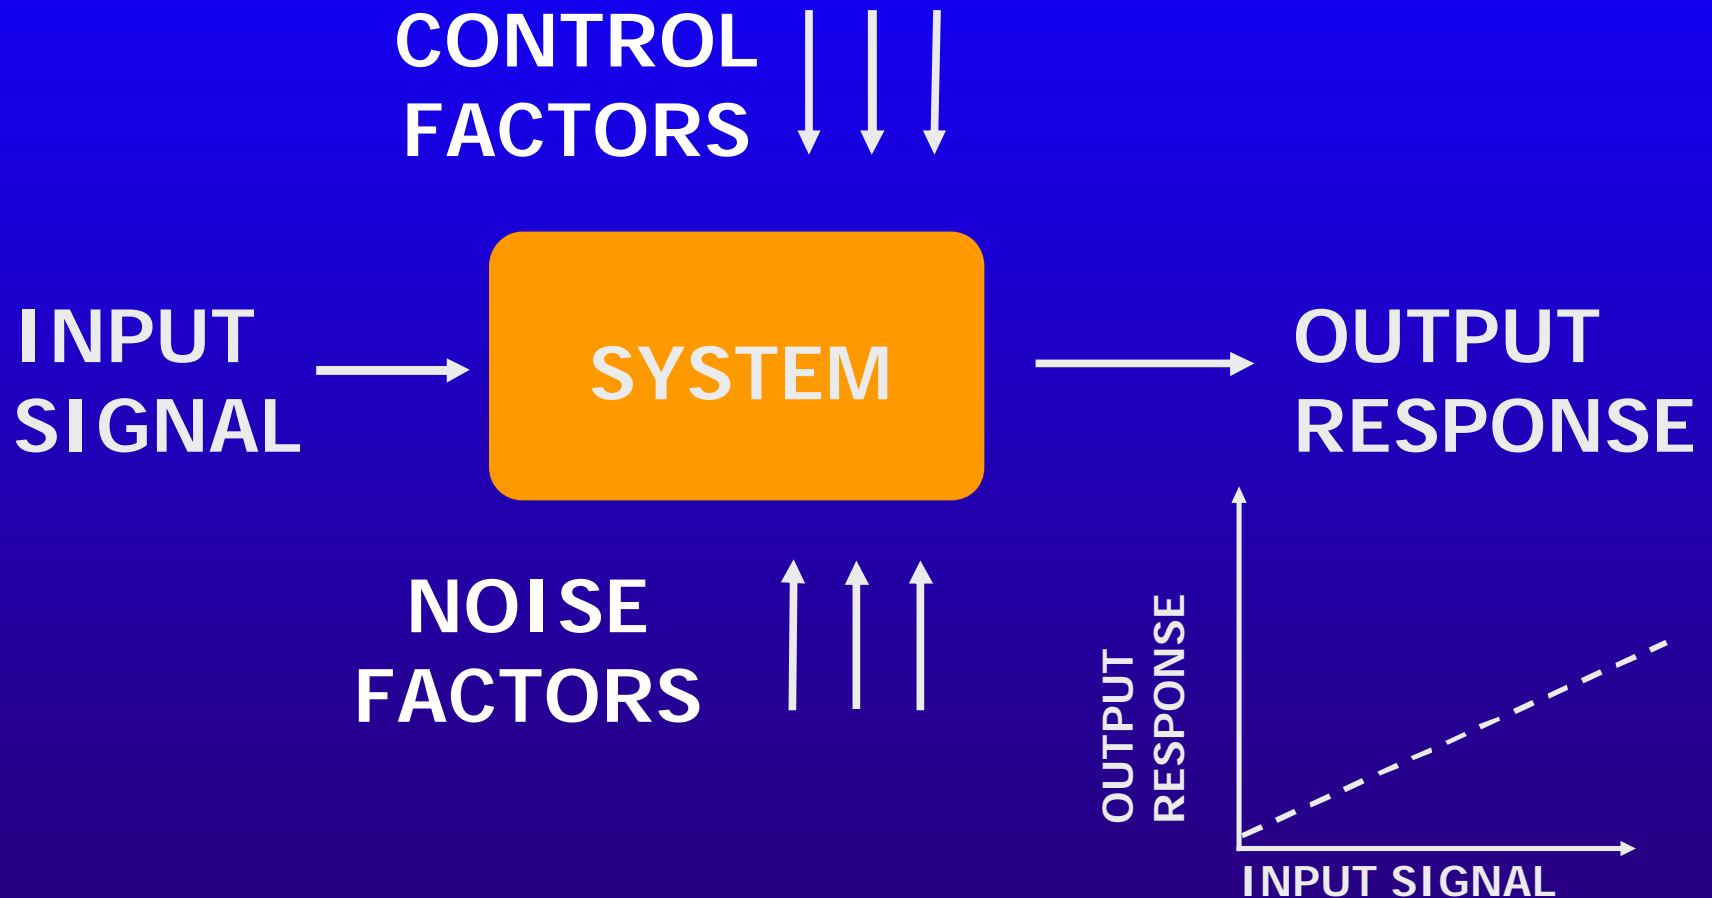 CONTROL
FACTORS
INPUT
SIGNAL
SYSTEM
OUTPUT
RESPONSE
NOISE
FACTORS
OUTPUT
RESPONSE
INPUT SIGNAL